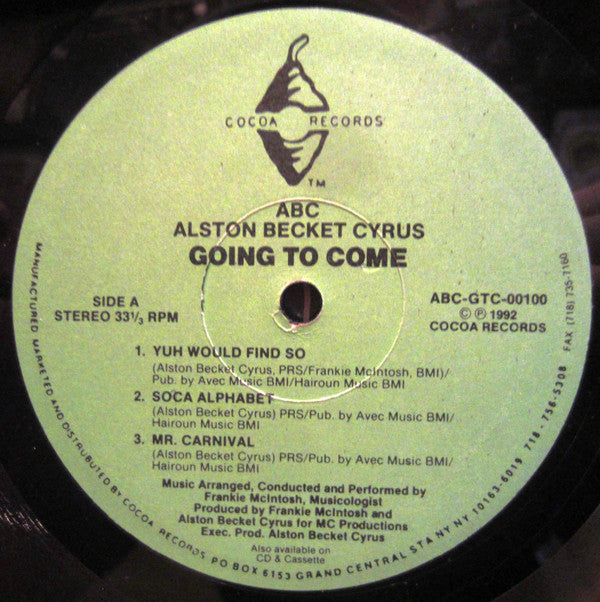 COCOA RECORDS
TM
ABC
ALSTON BECKET CYRUS
GOING TO COME
SIDE A
STEREO 33⅓ RPM
ABC-GTC-00100
© ℗ 1992
COCOA RECORDS
1. YUH WOULD FIND SO
(Alston Becket Cyrus, PRS/Frankie McIntosh, BMI)/
Pub. by Avec Music BMI/Hairoun Music BMI
2. SOCA ALPHABET
(Alston Becket Cyrus) PRS/Pub. by Avec Music BMI/
Hairoun Music BMI
3. MR. CARNIVAL
(Alston Becket Cyrus) PRS/Pub. by Avec Music BMI/
Hairoun Music BMI
Music Arranged, Conducted and Performed by
Frankie McIntosh, Musicologist
Produced by Frankie McIntosh and
Alston Becket Cyrus for MC Productions
Exec. Prod. Alston Becket Cyrus
Also available on
CD & Cassette
MANUFACTURED MARKETED AND DISTRUBUTED BY COCOA RECORDS PO BOX 6153 GRAND CENTRAL STA NY NY 10163-6019 718-756-5308 FAX (718) 735-7160